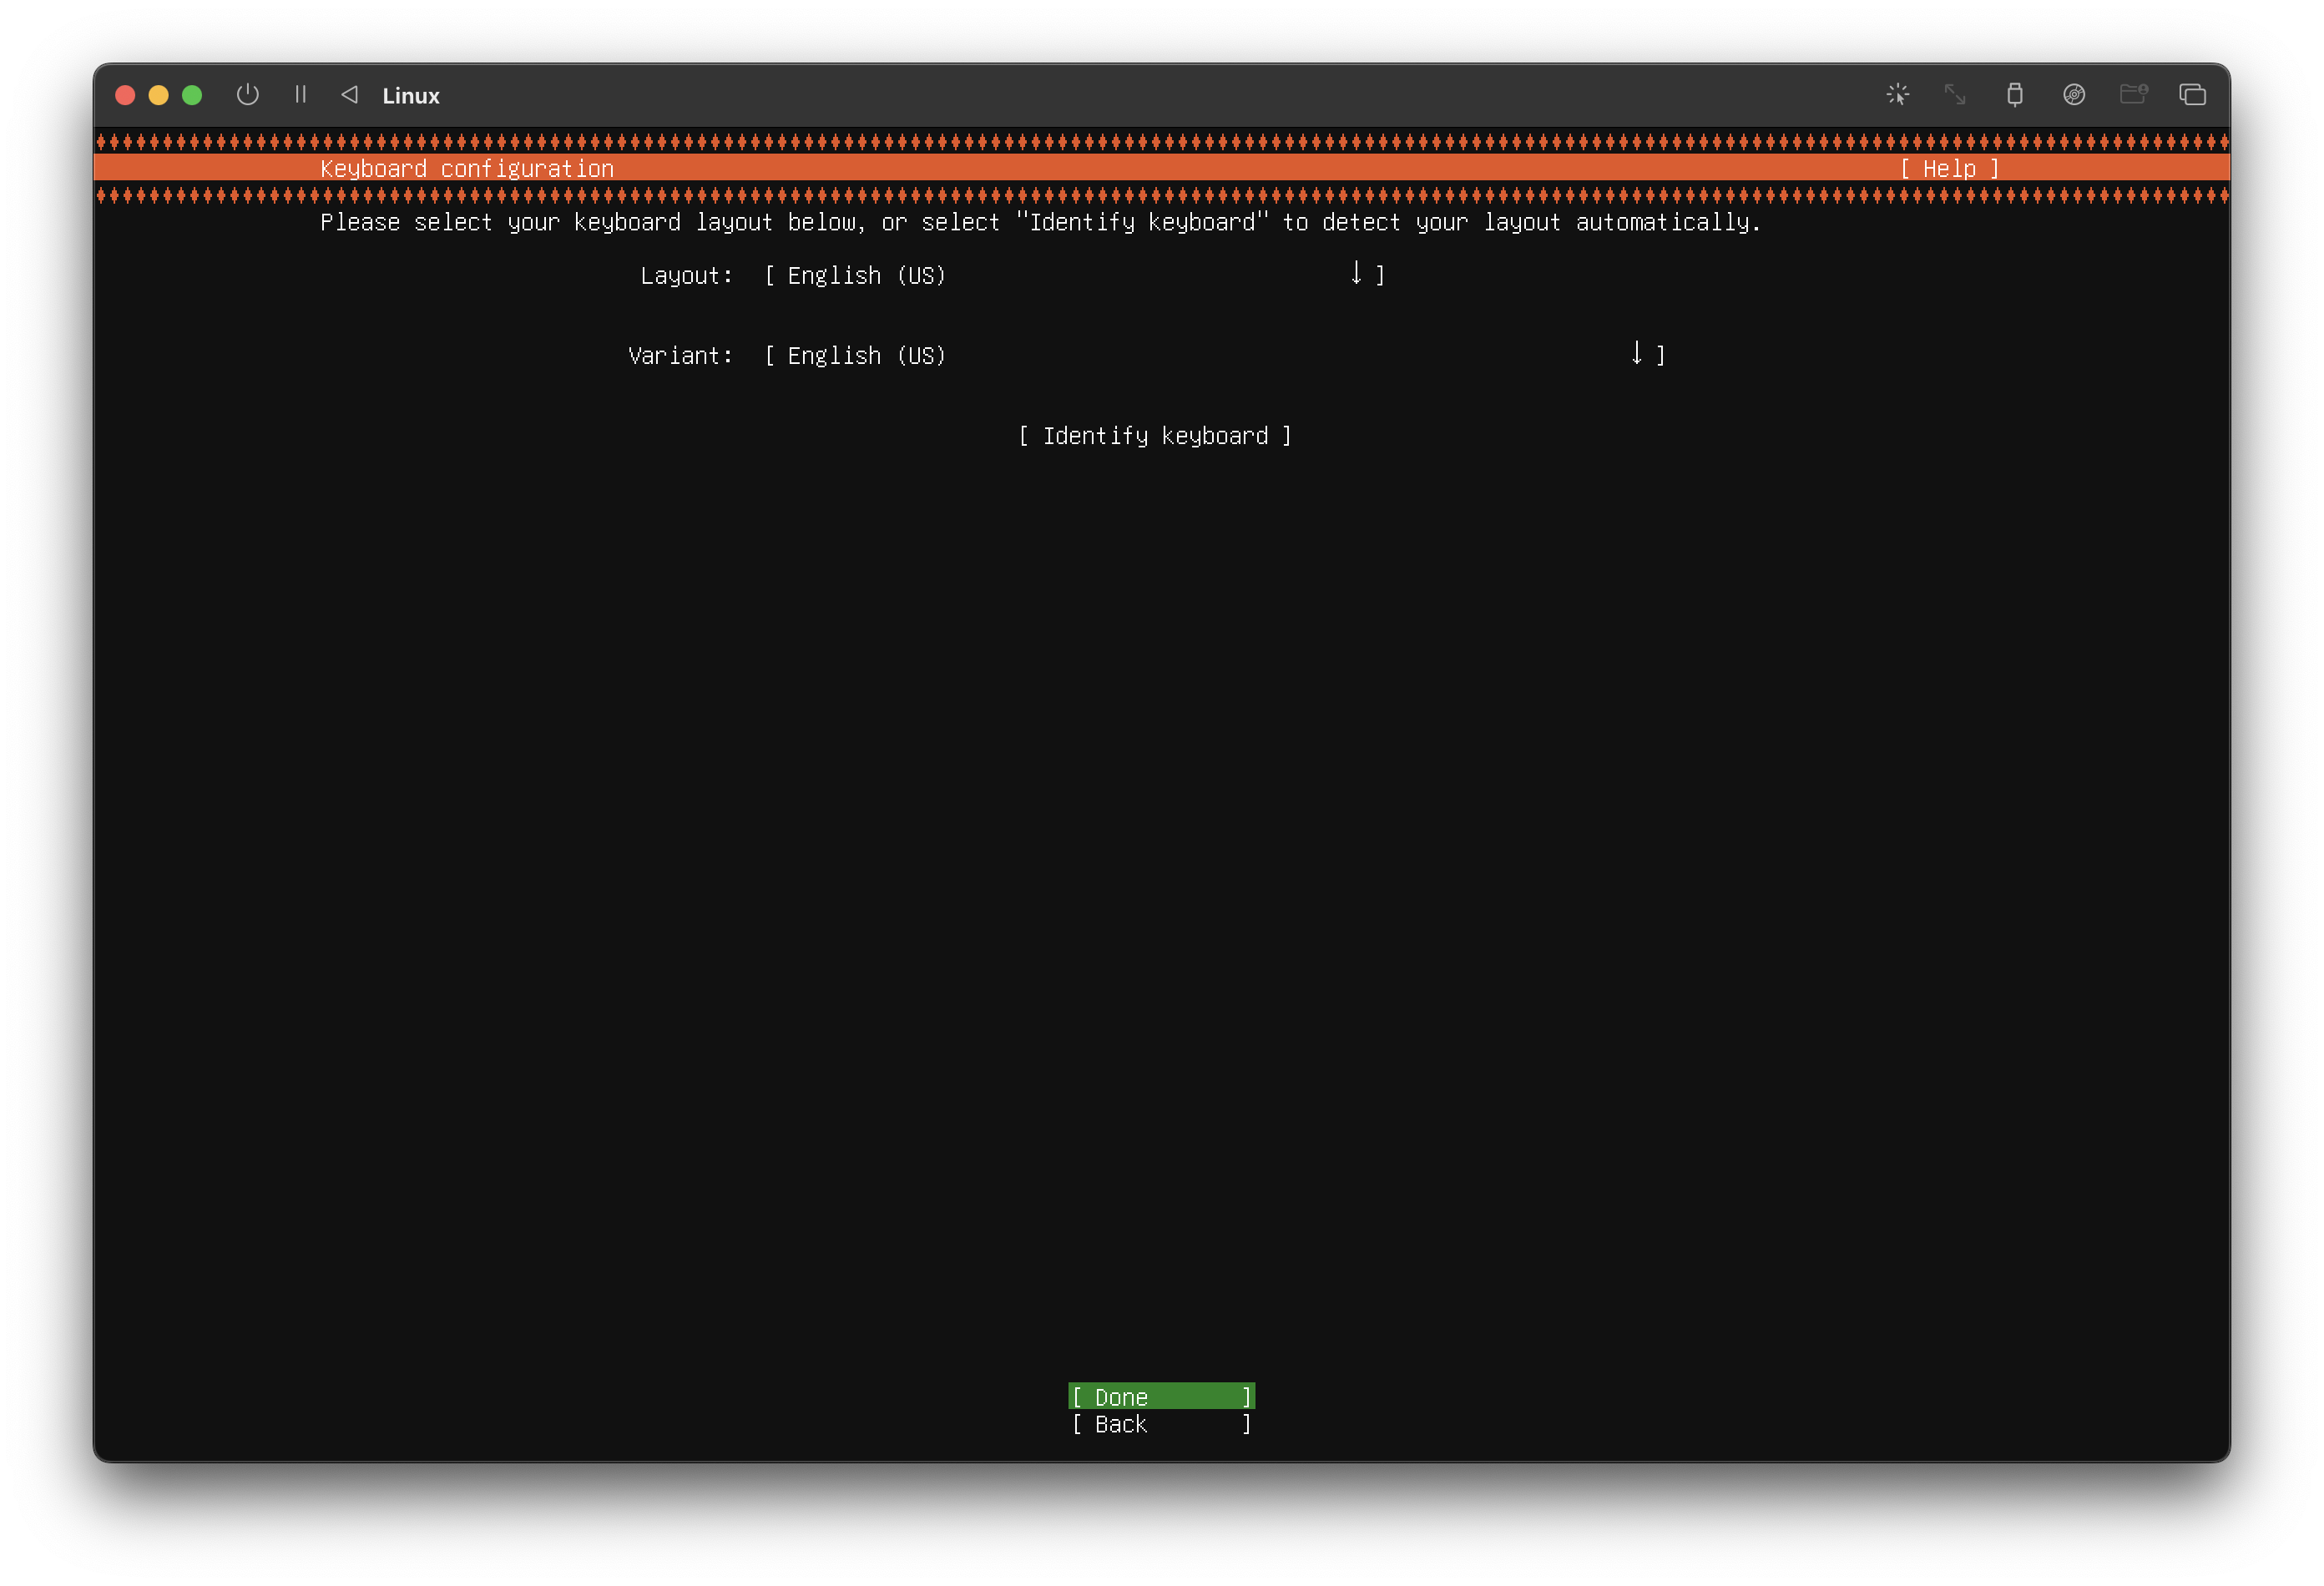 Linux
Keyboard configuration [ Help ]
Please select your keyboard layout below, or select "Identify keyboard" to detect your layout automatically.
Layout: [ English (US) ↓ ]
Variant: [ English (US) ↓ ]
[ Identify keyboard ]
[ Done ]
[ Back ]